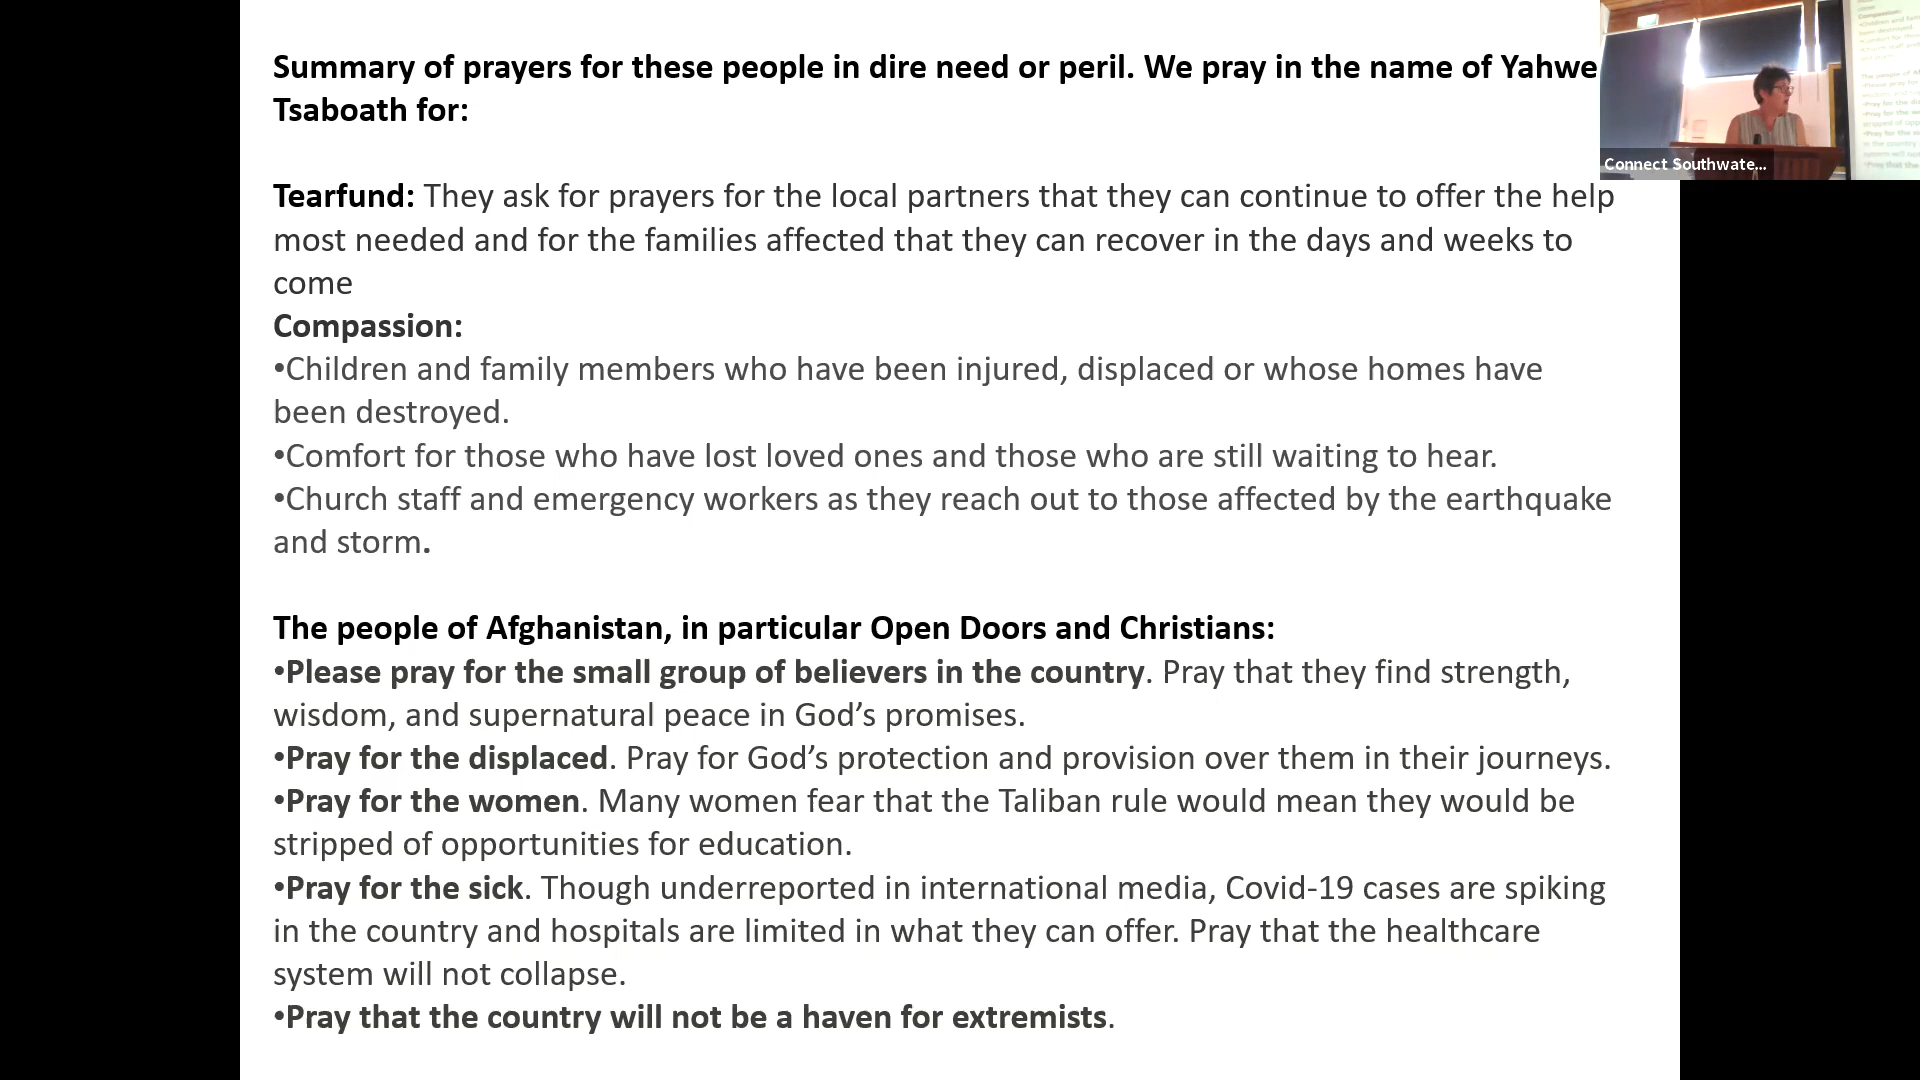 Summary of prayers for these people in dire need or peril. We pray in the name of Yahwe
Tsaboath for:
Tearfund: They ask for prayers for the local partners that they can continue to offer the help
most needed and for the families affected that they can recover in the days and weeks to
come
Compassion:
•Children and family members who have been injured, displaced or whose homes have
been destroyed.
•Comfort for those who have lost loved ones and those who are still waiting to hear.
•Church staff and emergency workers as they reach out to those affected by the earthquake
and storm.
The people of Afghanistan, in particular Open Doors and Christians:
•Please pray for the small group of believers in the country. Pray that they find strength,
wisdom, and supernatural peace in God’s promises.
•Pray for the displaced. Pray for God’s protection and provision over them in their journeys.
•Pray for the women. Many women fear that the Taliban rule would mean they would be
stripped of opportunities for education.
•Pray for the sick. Though underreported in international media, Covid-19 cases are spiking
in the country and hospitals are limited in what they can offer. Pray that the healthcare
system will not collapse.
•Pray that the country will not be a haven for extremists.
Connect Southwate...